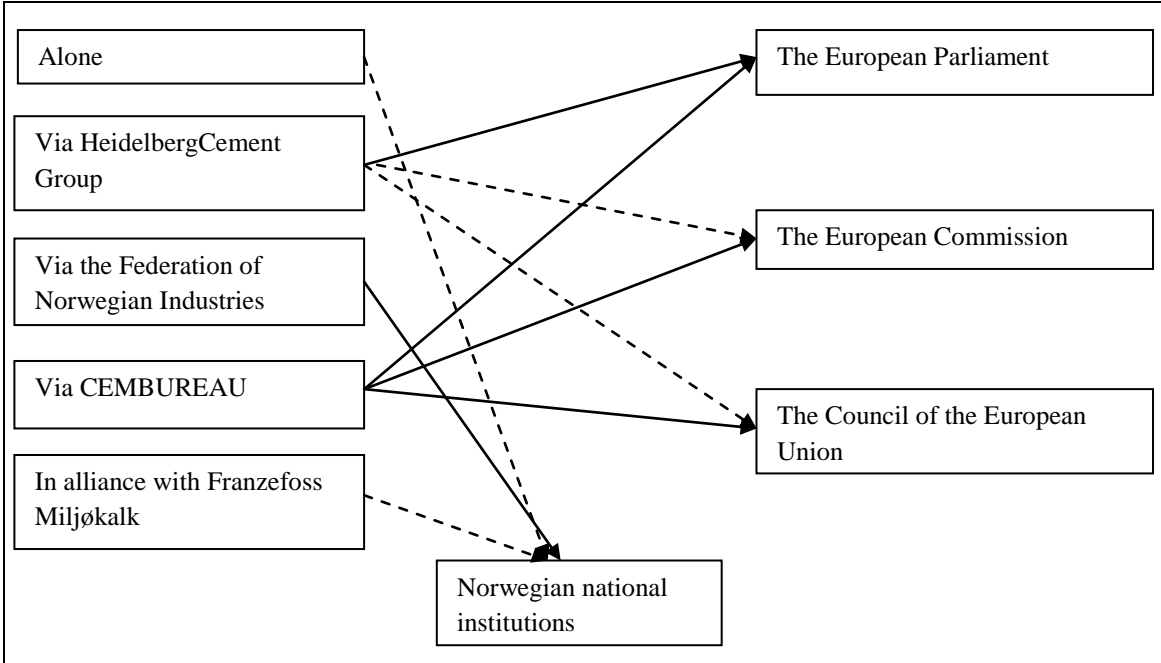 Alone
Via HeidelbergCement
Group
Via the Federation of
Norwegian Industries
Via CEMBUREAU
In alliance with Franzefoss
Miljøkalk
The European Parliament
The European Commission
The Council of the European
Union
Norwegian national
institutions